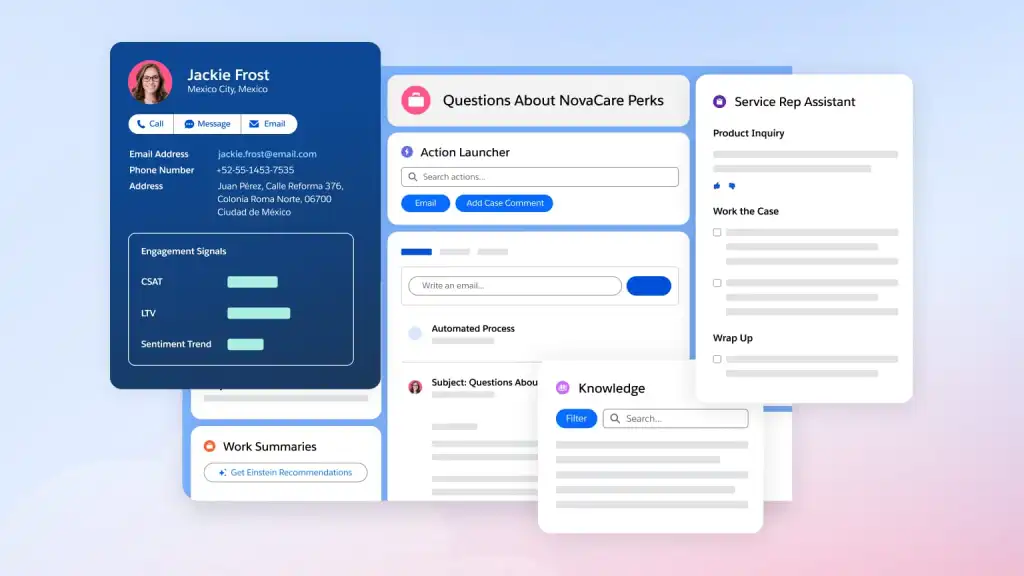 Jackie Frost
Mexico City, Mexico
Call
Message
Email
Email Address
jackie.frost@email.com
Phone Number
+52-55-1453-7535
Address
Juan Pérez, Calle Reforma 376,
Colonia Roma Norte, 06700
Ciudad de México
Engagement Signals
CSAT
LTV
Sentiment Trend
Work Summaries
Get Einstein Recommendations
Questions About NovaCare Perks
Action Launcher
Search actions...
Email
Add Case Comment
Write an email...
Automated Process
Subject: Questions Abou
Knowledge
Filter
Search...
Service Rep Assistant
Product Inquiry
Work the Case
Wrap Up